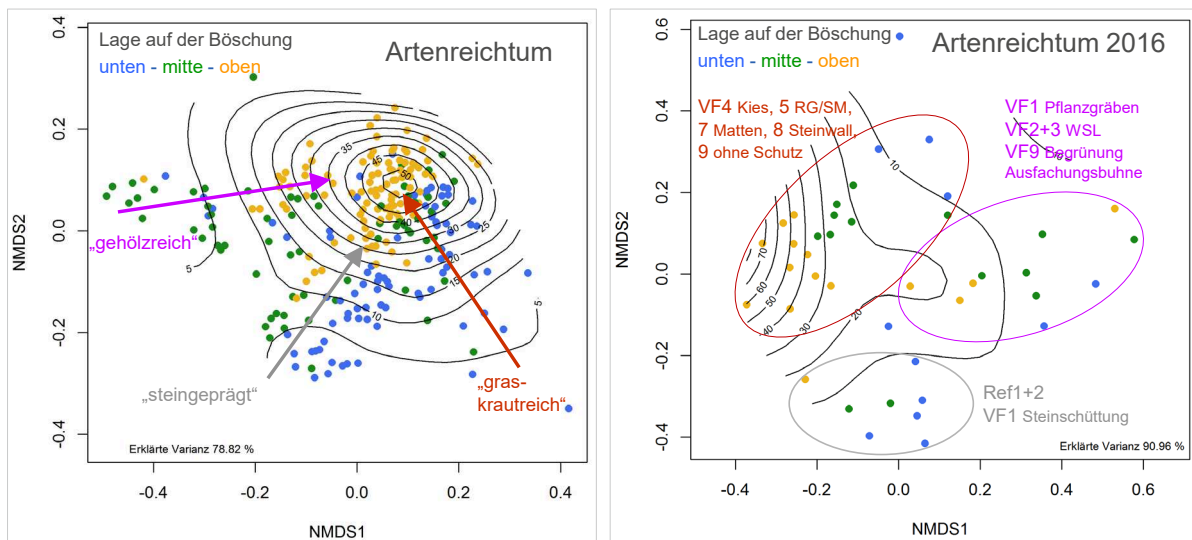 Lage auf der Böschung
unten - mitte - oben
Artenreichtum
„gehölzreich“
„steingeprägt“
„gras-
krautreich“
Erklärte Varianz 78.82 %
NMDS1
NMDS2
-0.4 -0.2 0.0 0.2 0.4
0.4
0.2
0.0
-0.2
-0.4
5
35
45
50
40
30
25
20
15
10
5
Lage auf der Böschung
unten - mitte - oben
Artenreichtum 2016
VF4 Kies, 5 RG/SM,
7 Matten, 8 Steinwall,
9 ohne Schutz
VF1 Pflanzgräben
VF2+3 WSL
VF9 Begrünung
Ausfachungsbuhne
Ref1+2
VF1 Steinschüttung
Erklärte Varianz 90.96 %
NMDS1
NMDS2
-0.4 -0.2 0.0 0.2 0.4 0.6
0.6
0.4
0.2
0.0
-0.2
-0.4
10
10
70
60
50
40
30
20